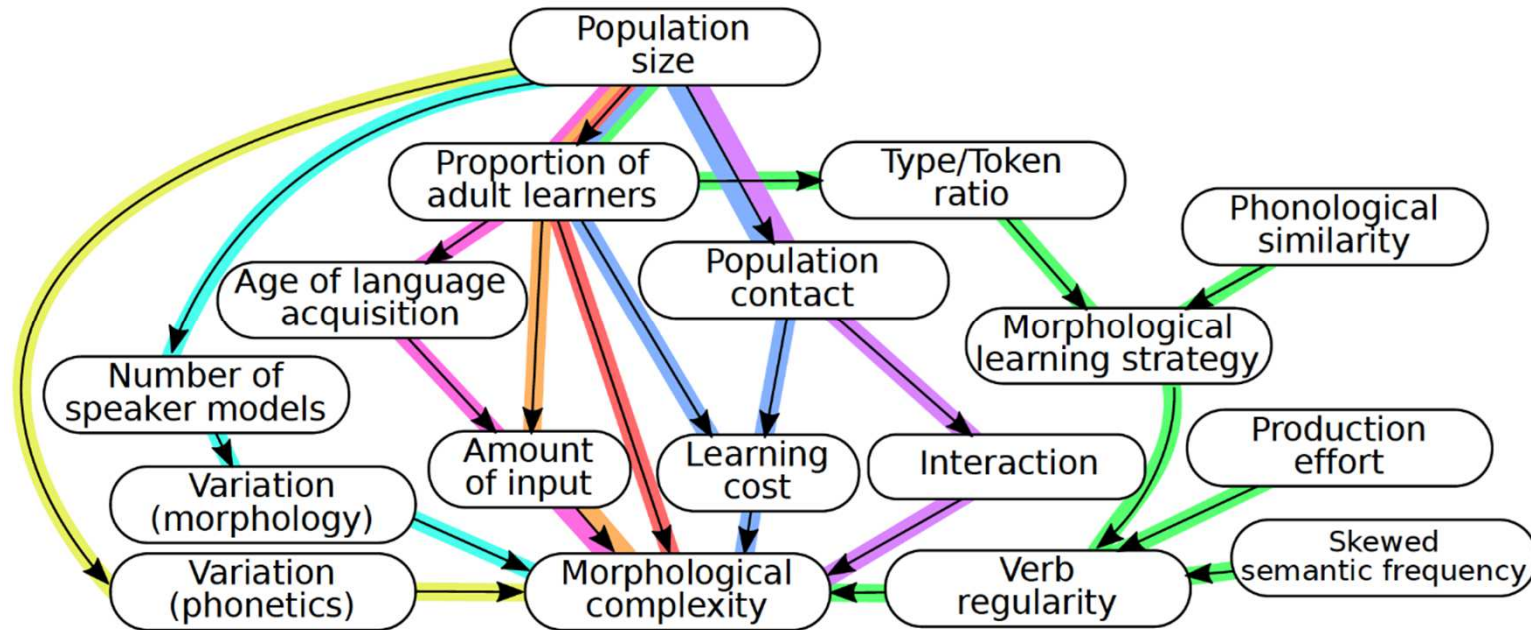 Population
size
Proportion of
adult learners
Type/Token
ratio
Phonological
similarity
Age of language
acquisition
Population
contact
Morphological
learning strategy
Number of
speaker models
Amount
of input
Learning
cost
Interaction
Production
effort
Variation
(morphology)
Variation
(phonetics)
Morphological
complexity
Verb
regularity
Skewed
semantic frequency